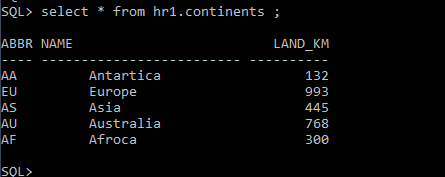 SQL> select * from hr1.continents ;
ABBR NAME                      LAND_KM
---- ------------------------- ----------
AA        Antartica                  132
EU        Europe                     993
AS        Asia                       445
AU        Australia                  768
AF        Afroca                     300
SQL>